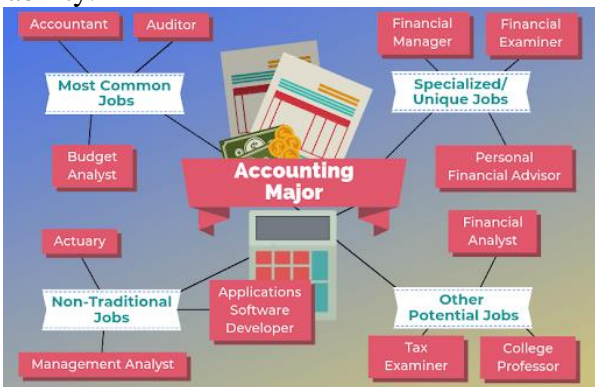 Accountant
Auditor
Most Common
Jobs
Budget
Analyst
Financial
Manager
Financial
Examiner
Specialized/
Unique Jobs
Personal
Financial Advisor
Accounting
Major
Actuary
Non-Traditional
Jobs
Applications
Software
Developer
Management Analyst
Financial
Analyst
Other
Potential Jobs
Tax
Examiner
College
Professor